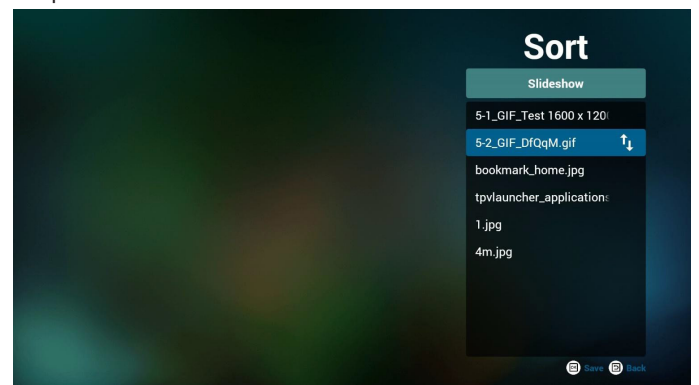 Sort
Slideshow
5-1_GIF_Test 1600 x 120
5-2_GIF_DfQqM.gif
bookmark_home.jpg
tpvlauncher_applications
1.jpg
4m.jpg
Save Back